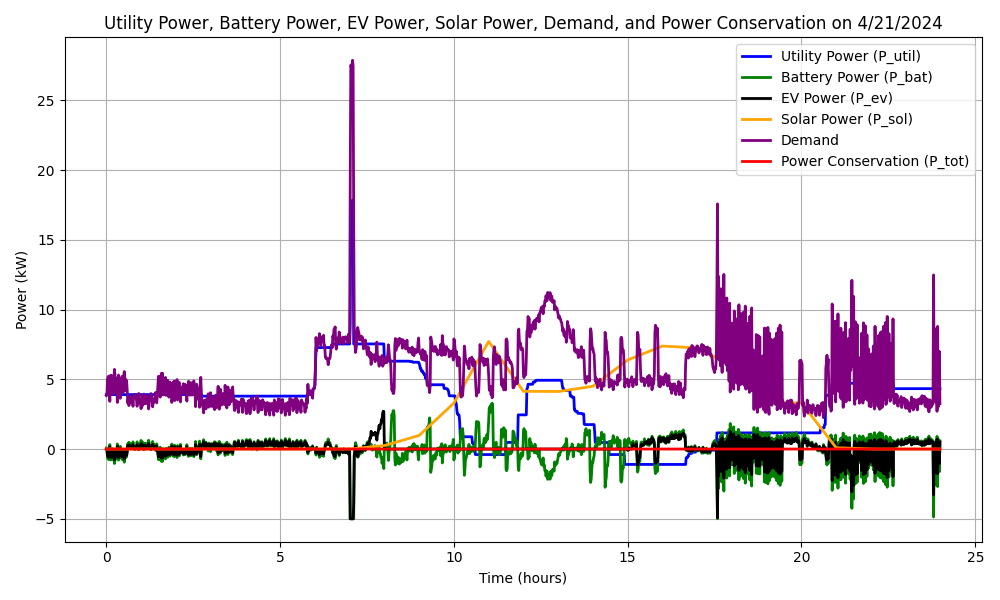 Utility Power, Battery Power, EV Power, Solar Power, Demand, and Power Conservation on 4/21/2024
Utility Power (P_util)
Battery Power (P_bat)
EV Power (P_ev)
Solar Power (P_sol)
Demand
Power Conservation (P_tot)
Power (kW)
25
20
15
10
5
0
−5
0 5 10 15 20 25
Time (hours)